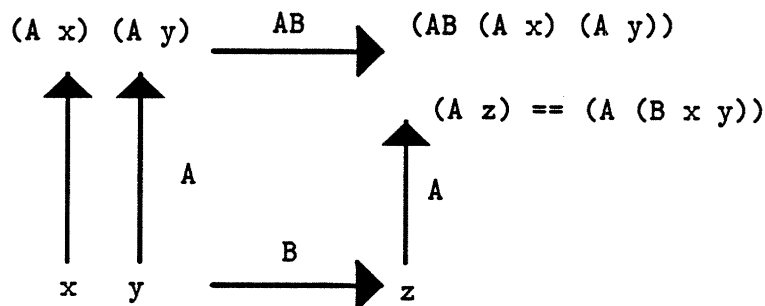 (A x) (A y) AB (AB (A x) (A y))
(A z) == (A (B x y))
A A
B
x y z